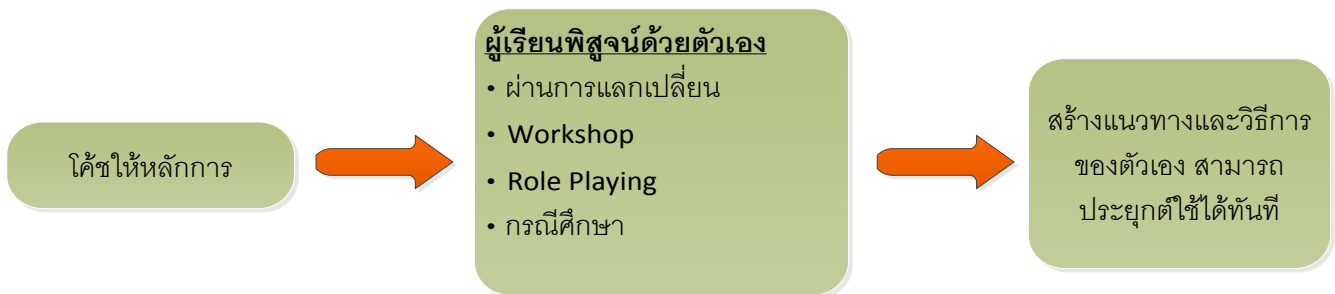 โค้ชให้หลักการ
ผู้เรียนพิสูจน์ด้วยตัวเอง
• ผ่านการแลกเปลี่ยน
• Workshop
• Role Playing
• กรณีศึกษา
สร้างแนวทางและวิธีการ
ของตัวเอง สามารถ
ประยุกต์ใช้ได้ทันที